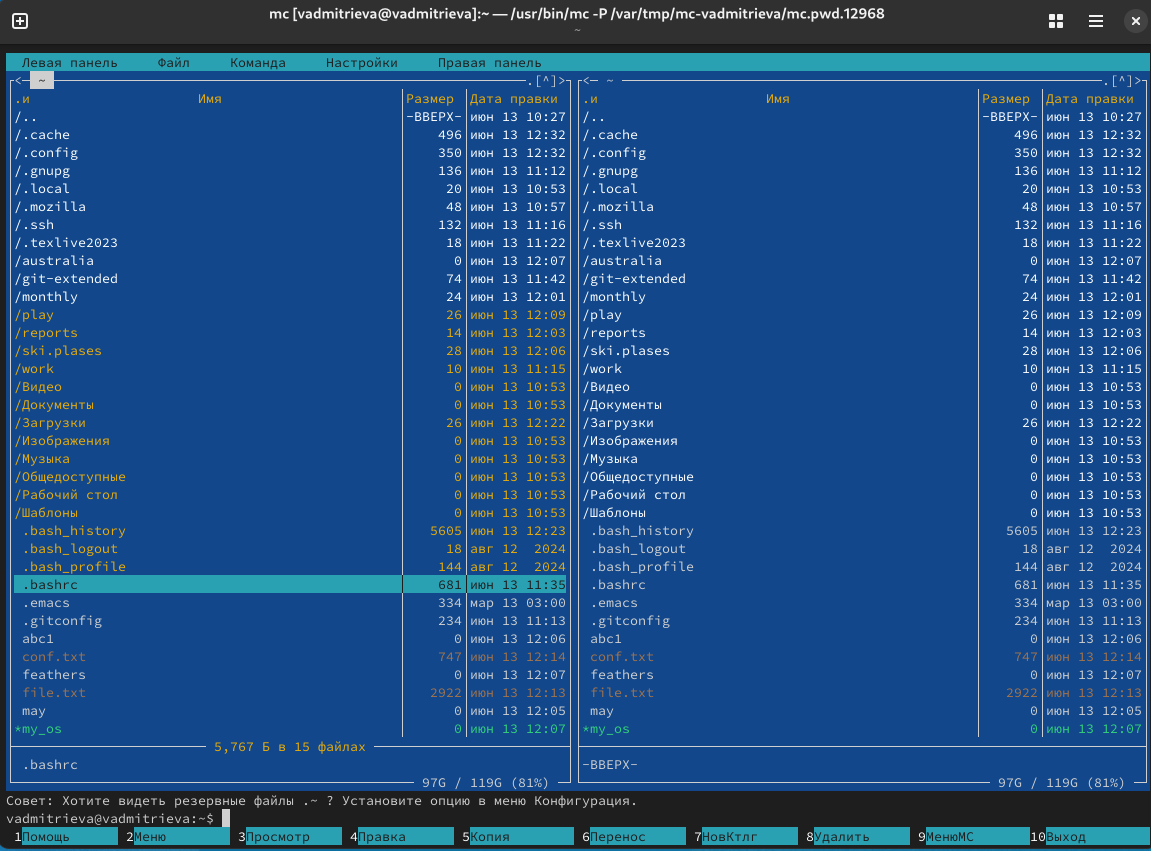 mc [vadmitrieva@vadmitrieva]:~ — /usr/bin/mc -P /var/tmp/mc-vadmitrieva/mc.pwd.12968
~
Левая панель Файл Команда Настройки Правая панель
<─ ~ ─.[^]> <─ ~ ─.[^]>
.и Имя Размер Дата правки .и Имя Размер Дата правки
/.. -ВВЕРХ- июн 13 10:27 /.. -ВВЕРХ- июн 13 10:27
/.cache 496 июн 13 12:32 /.cache 496 июн 13 12:32
/.config 350 июн 13 12:32 /.config 350 июн 13 12:32
/.gnupg 136 июн 13 11:12 /.gnupg 136 июн 13 11:12
/.local 20 июн 13 10:53 /.local 20 июн 13 10:53
/.mozilla 48 июн 13 10:57 /.mozilla 48 июн 13 10:57
/.ssh 132 июн 13 11:16 /.ssh 132 июн 13 11:16
/.texlive2023 18 июн 13 11:22 /.texlive2023 18 июн 13 11:22
/australia 0 июн 13 12:07 /australia 0 июн 13 12:07
/git-extended 74 июн 13 11:42 /git-extended 74 июн 13 11:42
/monthly 24 июн 13 12:01 /monthly 24 июн 13 12:01
/play 26 июн 13 12:09 /play 26 июн 13 12:09
/reports 14 июн 13 12:03 /reports 14 июн 13 12:03
/ski.plases 28 июн 13 12:06 /ski.plases 28 июн 13 12:06
/work 10 июн 13 11:15 /work 10 июн 13 11:15
/Видео 0 июн 13 10:53 /Видео 0 июн 13 10:53
/Документы 0 июн 13 10:53 /Документы 0 июн 13 10:53
/Загрузки 26 июн 13 12:22 /Загрузки 26 июн 13 12:22
/Изображения 0 июн 13 10:53 /Изображения 0 июн 13 10:53
/Музыка 0 июн 13 10:53 /Музыка 0 июн 13 10:53
/Общедоступные 0 июн 13 10:53 /Общедоступные 0 июн 13 10:53
/Рабочий стол 0 июн 13 10:53 /Рабочий стол 0 июн 13 10:53
/Шаблоны 0 июн 13 10:53 /Шаблоны 0 июн 13 10:53
.bash_history 5605 июн 13 12:23 .bash_history 5605 июн 13 12:23
.bash_logout 18 авг 12 2024 .bash_logout 18 авг 12 2024
.bash_profile 144 авг 12 2024 .bash_profile 144 авг 12 2024
.bashrc 681 июн 13 11:35 .bashrc 681 июн 13 11:35
.emacs 334 мар 13 03:00 .emacs 334 мар 13 03:00
.gitconfig 234 июн 13 11:13 .gitconfig 234 июн 13 11:13
abc1 0 июн 13 12:06 abc1 0 июн 13 12:06
conf.txt 747 июн 13 12:14 conf.txt 747 июн 13 12:14
feathers 0 июн 13 12:07 feathers 0 июн 13 12:07
file.txt 2922 июн 13 12:13 file.txt 2922 июн 13 12:13
may 0 июн 13 12:05 may 0 июн 13 12:05
*my_os 0 июн 13 12:07 *my_os 0 июн 13 12:07
5,767 Б в 15 файлах
.bashrc -ВВЕРХ-
97G / 119G (81%) 97G / 119G (81%)
Совет: Хотите видеть резервные файлы .~ ? Установите опцию в меню Конфигурация.
vadmitrieva@vadmitrieva:~$
1Помощь 2Меню 3Просмотр 4Правка 5Копия 6Перенос 7НовКтлг 8Удалить 9МенюМС 10Выход